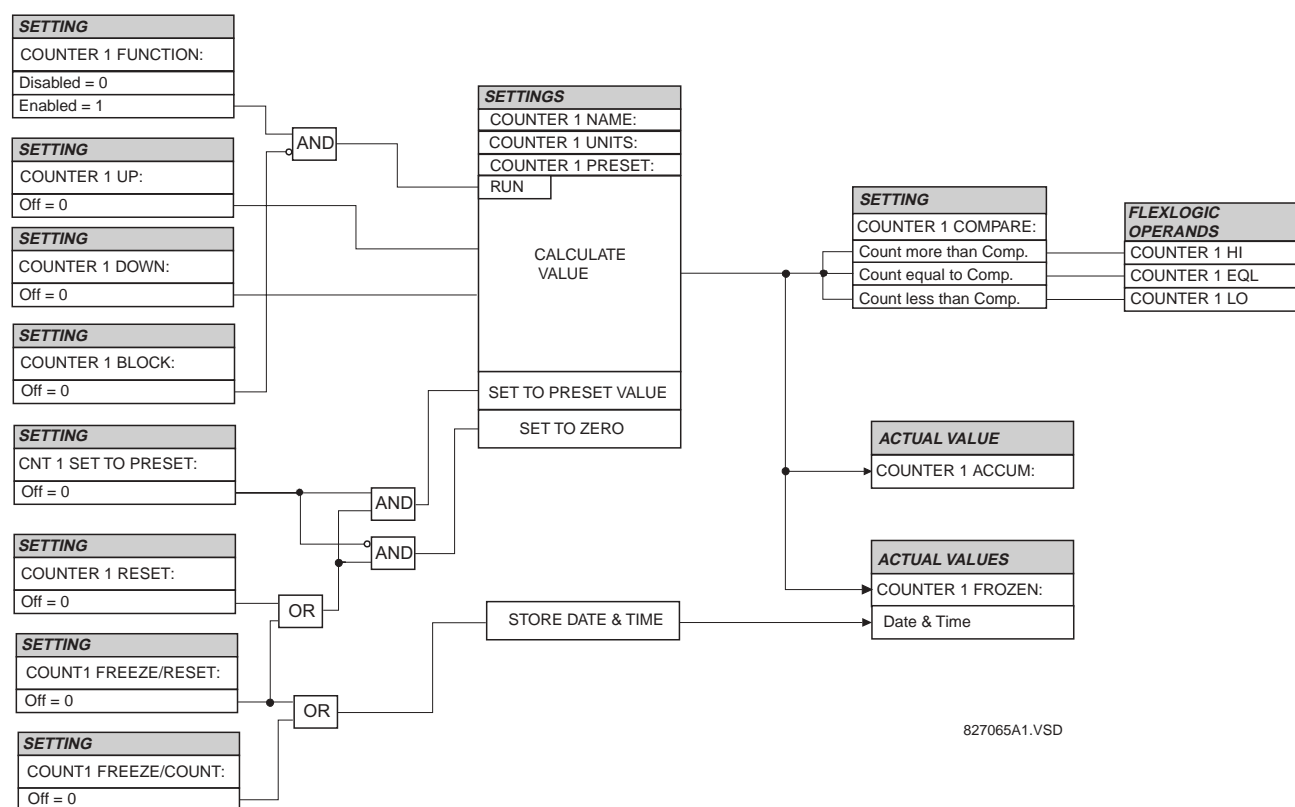 SETTING
COUNTER 1 FUNCTION:
Disabled = 0
Enabled = 1
SETTING
COUNTER 1 UP:
Off = 0
SETTING
COUNTER 1 DOWN:
Off = 0
SETTING
COUNTER 1 BLOCK:
Off = 0
SETTING
CNT 1 SET TO PRESET:
Off = 0
SETTING
COUNTER 1 RESET:
Off = 0
SETTING
COUNT1 FREEZE/RESET:
Off = 0
SETTING
COUNT1 FREEZE/COUNT:
Off = 0
AND
AND
AND
OR
OR
SETTINGS
COUNTER 1 NAME:
COUNTER 1 UNITS:
COUNTER 1 PRESET:
RUN
CALCULATE
VALUE
SET TO PRESET VALUE
SET TO ZERO
STORE DATE & TIME
SETTING
COUNTER 1 COMPARE:
Count more than Comp.
Count equal to Comp.
Count less than Comp.
FLEXLOGIC
OPERANDS
COUNTER 1 HI
COUNTER 1 EQL
COUNTER 1 LO
ACTUAL VALUE
COUNTER 1 ACCUM:
ACTUAL VALUES
COUNTER 1 FROZEN:
Date & Time
827065A1.VSD